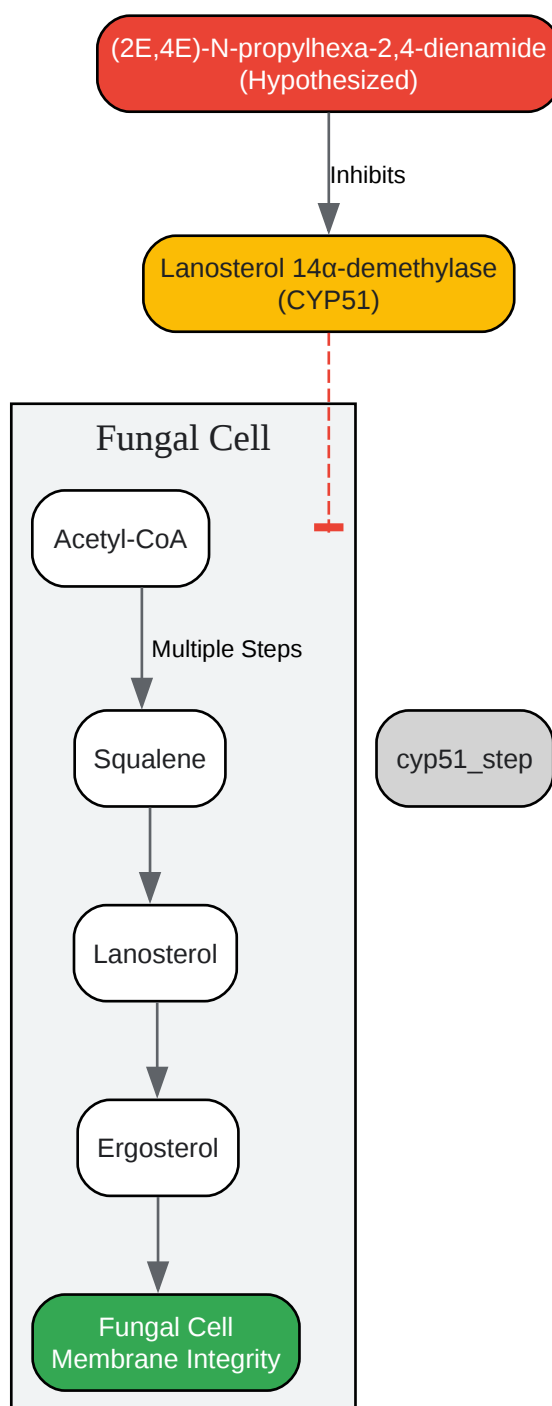 (2E,4E)-N-propylhexa-2,4-dienamide
(Hypothesized)
Inhibits
Lanosterol 14α-demethylase
(CYP51)
Fungal Cell
Acetyl-CoA
Multiple Steps
Squalene
cyp51_step
Lanosterol
Ergosterol
Fungal Cell
Membrane Integrity